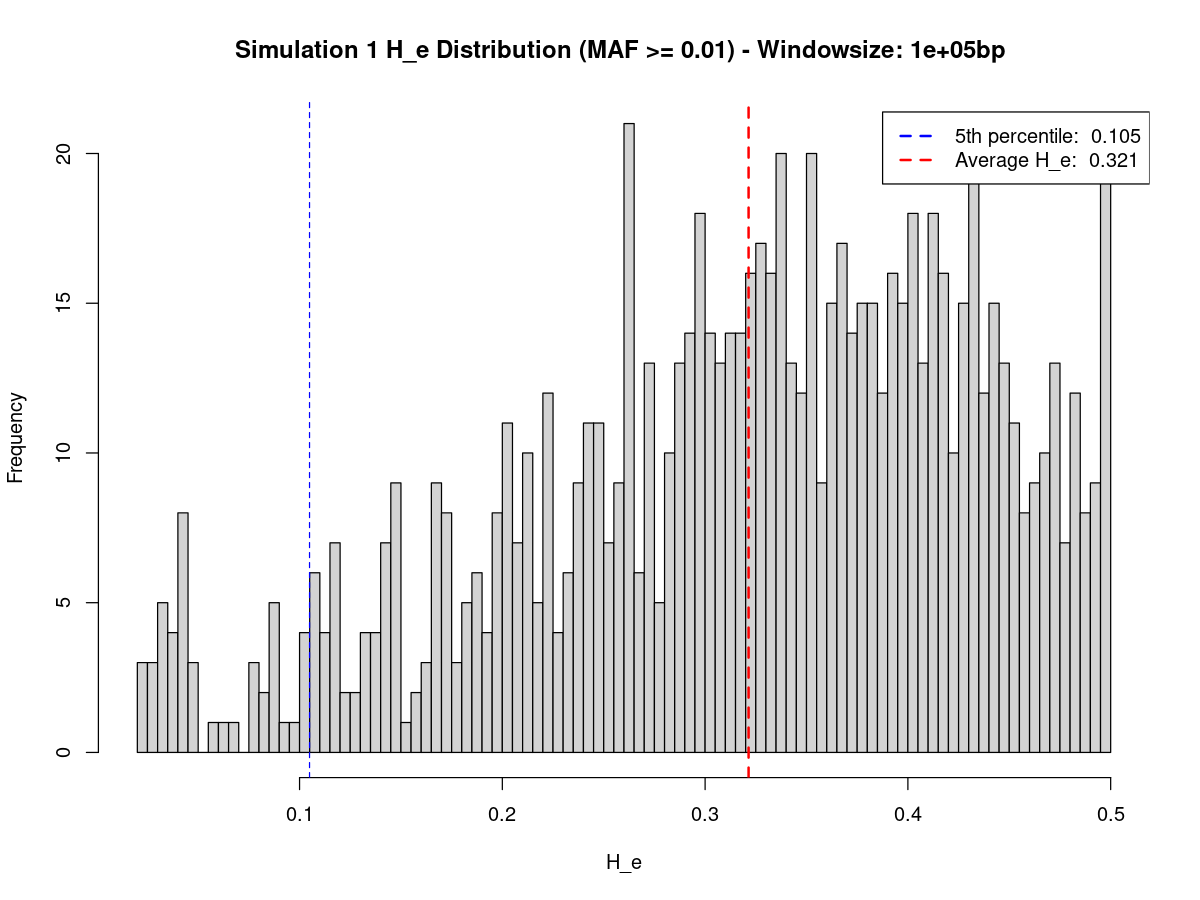 Simulation 1 H_e Distribution (MAF >= 0.01) - Windowsize: 1e+05bp
5th percentile:  0.105
Average H_e:  0.321
Frequency
20
15
10
5
0
0.1 0.2 0.3 0.4 0.5
H_e